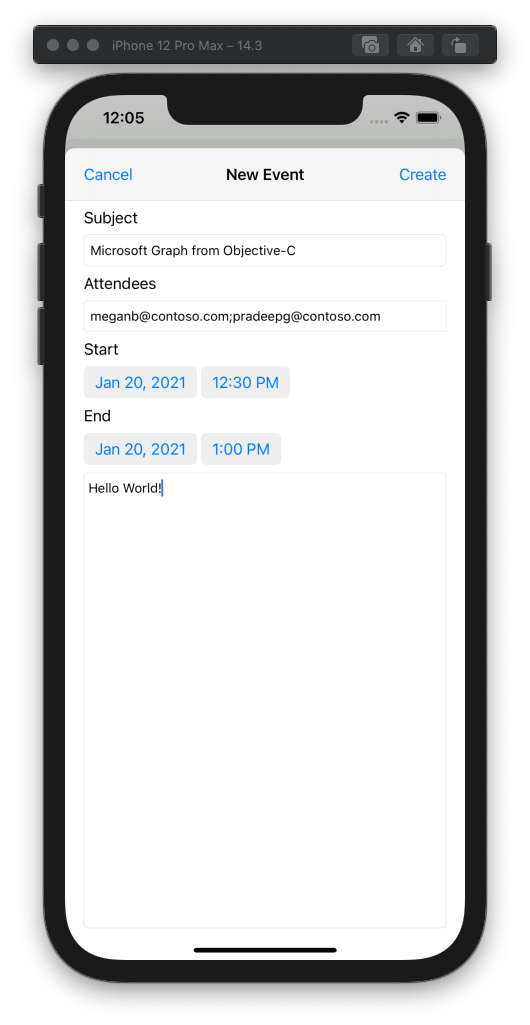 iPhone 12 Pro Max – 14.3
12:05
Cancel New Event Create
Subject
Microsoft Graph from Objective-C
Attendees
meganb@contoso.com;pradeepg@contoso.com
Start
Jan 20, 2021 12:30 PM
End
Jan 20, 2021 1:00 PM
Hello World!